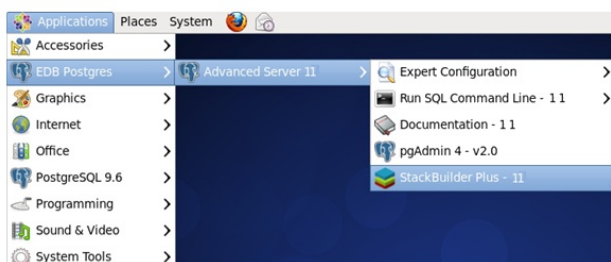 Applications Places System
Accessories
EDB Postgres
Graphics
Internet
Office
PostgreSQL 9.6
Programming
Sound & Video
System Tools
Advanced Server 11
Expert Configuration
Run SQL Command Line - 11
Documentation - 11
pgAdmin 4 - v2.0
StackBuilder Plus - 11